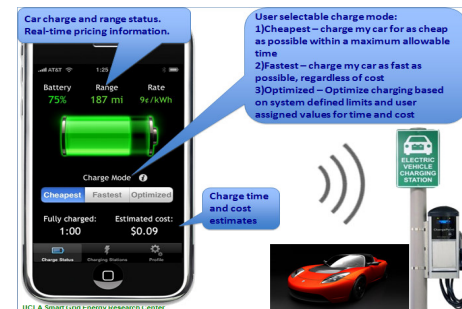 Car charge and range status.
Real-time pricing information.
User selectable charge mode:
1)Cheapest – charge my car for as cheap
as possible within a maximum allowable
time
2)Fastest – charge my car as fast as
possible, regardless of cost
3)Optimized – Optimize charging based
on system defined limits and user
assigned values for time and cost
AT&T 1:25
Battery Range Rate
75% 187 mi 9¢/kWh
Charge Mode
Cheapest Fastest Optimized
Fully charged: Estimated cost:
1:00 $0.09
Charge Status Charging Stations Profile
Charge time
and cost
estimates
ELECTRIC
VEHICLE
CHARGING
STATION
UCLA Smart Grid Energy Research Center